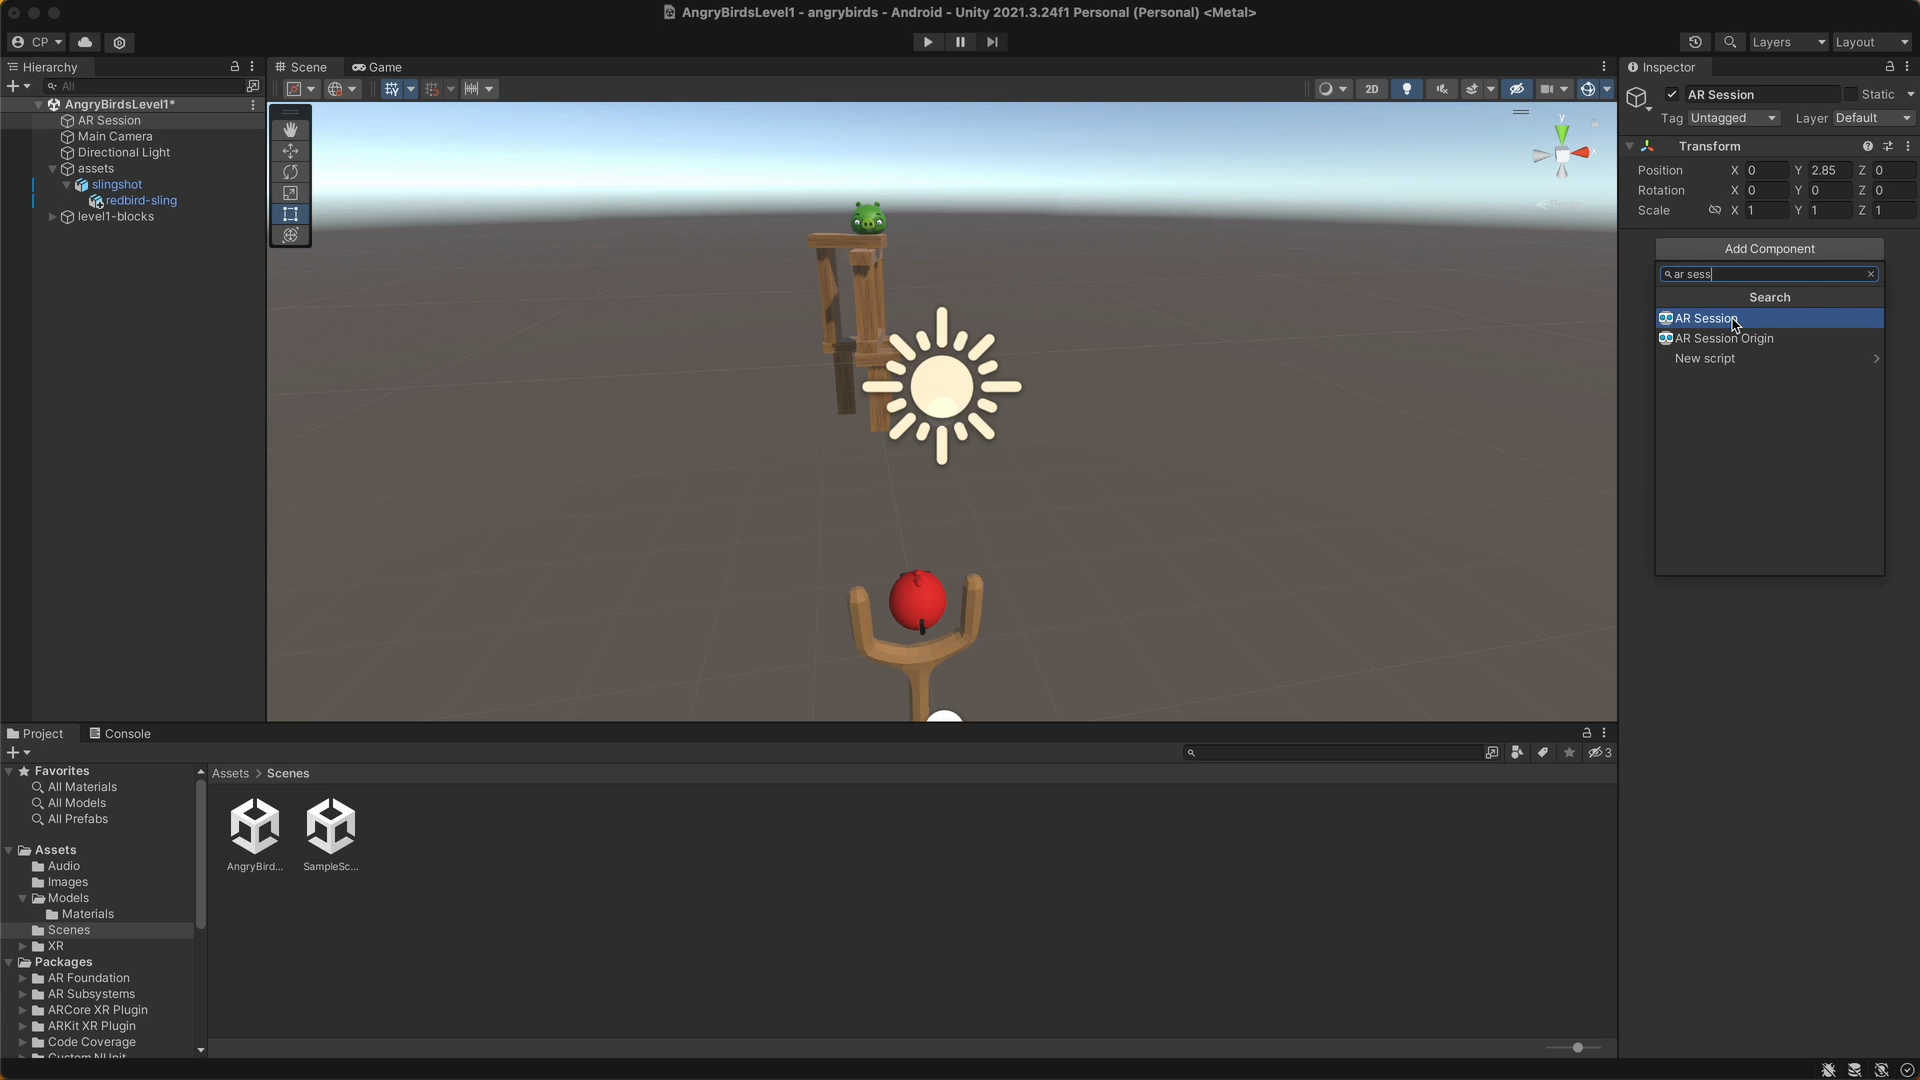 AngryBirdsLevel1 - angrybirds - Android - Unity 2021.3.24f1 Personal (Personal) <Metal>
CP
Layers
Layout
Hierarchy
All
AngryBirdsLevel1*
AR Session
Main Camera
Directional Light
assets
slingshot
redbird-sling
level1-blocks
Scene
Game
2D
y
x
Persp
Inspector
AR Session
Static
Tag Untagged
Layer Default
Transform
Position X 0 Y 2.85 Z 0
Rotation X 0 Y 0 Z 0
Scale X 1 Y 1 Z 1
Add Component
ar sess
Search
AR Session
AR Session Origin
New script
Project
Console
3
Favorites
All Materials
All Models
All Prefabs
Assets
Audio
Images
Models
Materials
Scenes
XR
Packages
AR Foundation
AR Subsystems
ARCore XR Plugin
ARKit XR Plugin
Code Coverage
Custom NUnit
Assets > Scenes
AngryBird...
SampleSc...